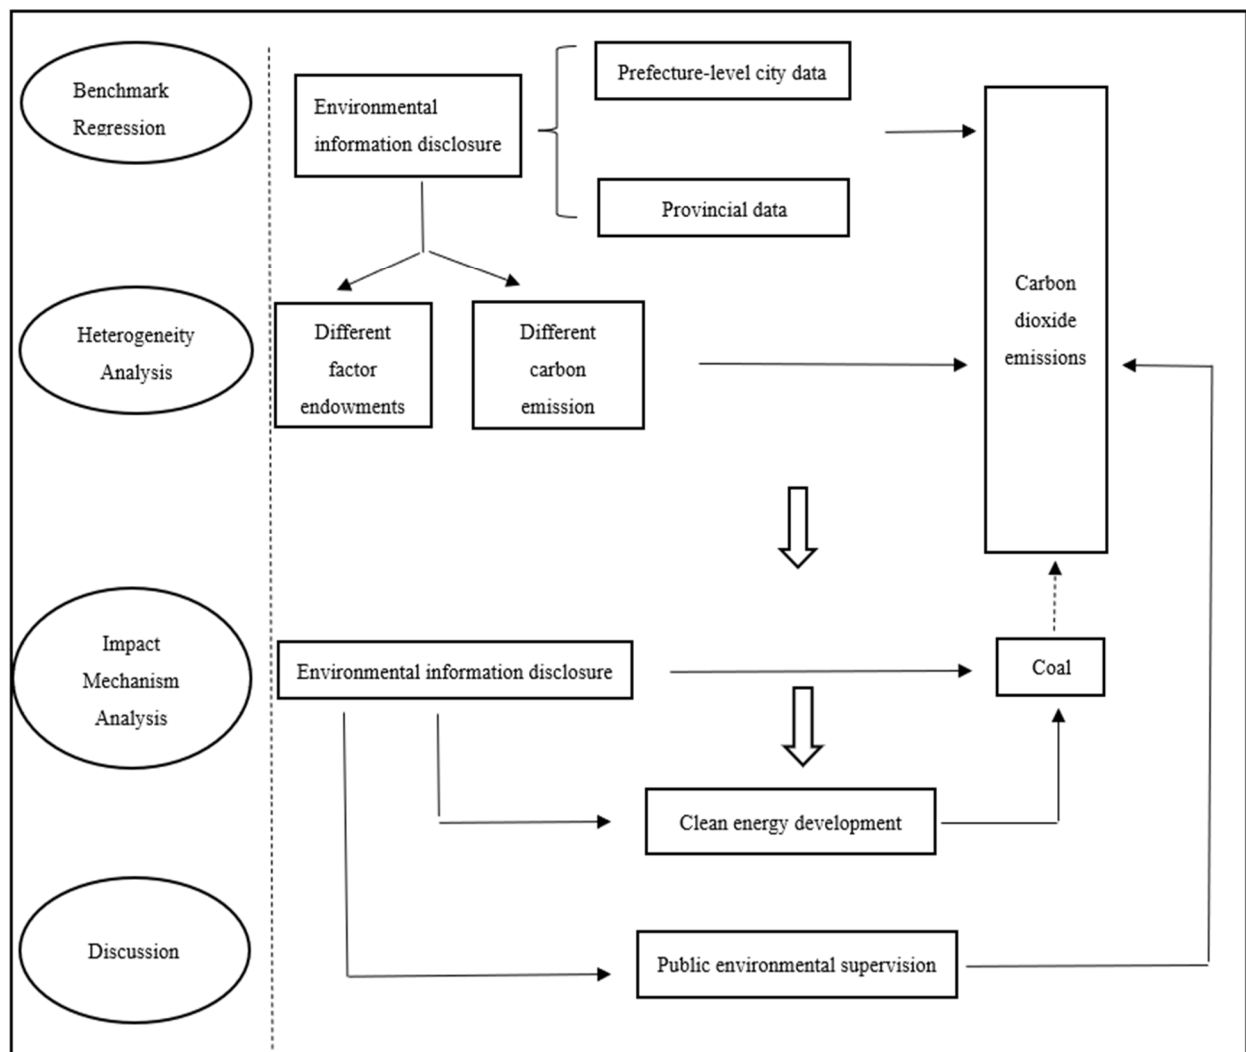 Benchmark
Regression
Environmental
information disclosure
Prefecture-level city data
Provincial data
Carbon
dioxide
emissions
Heterogeneity
Analysis
Different
factor
endowments
Different
carbon
emission
Impact
Mechanism
Analysis
Environmental information disclosure
Coal
Clean energy development
Discussion
Public environmental supervision